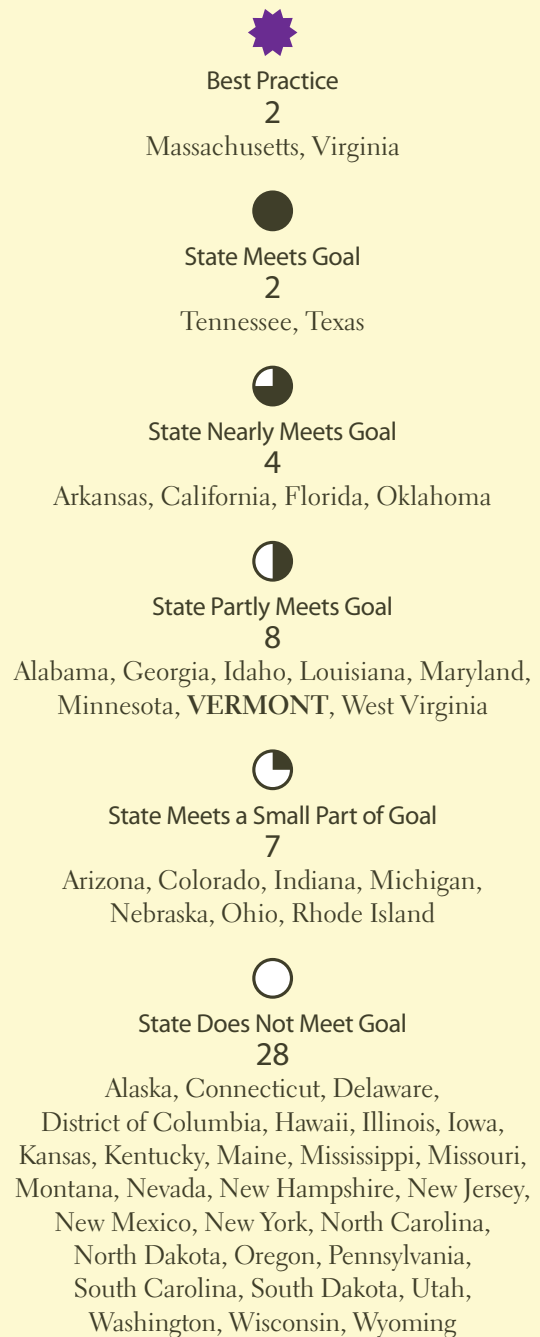 Best Practice
2
Massachusetts, Virginia
State Meets Goal
2
Tennessee, Texas
State Nearly Meets Goal
4
Arkansas, California, Florida, Oklahoma
State Partly Meets Goal
8
Alabama, Georgia, Idaho, Louisiana, Maryland,
Minnesota, VERMONT, West Virginia
State Meets a Small Part of Goal
7
Arizona, Colorado, Indiana, Michigan,
Nebraska, Ohio, Rhode Island
State Does Not Meet Goal
28
Alaska, Connecticut, Delaware,
District of Columbia, Hawaii, Illinois, Iowa,
Kansas, Kentucky, Maine, Mississippi, Missouri,
Montana, Nevada, New Hampshire, New Jersey,
New Mexico, New York, North Carolina,
North Dakota, Oregon, Pennsylvania,
South Carolina, South Dakota, Utah,
Washington, Wisconsin, Wyoming